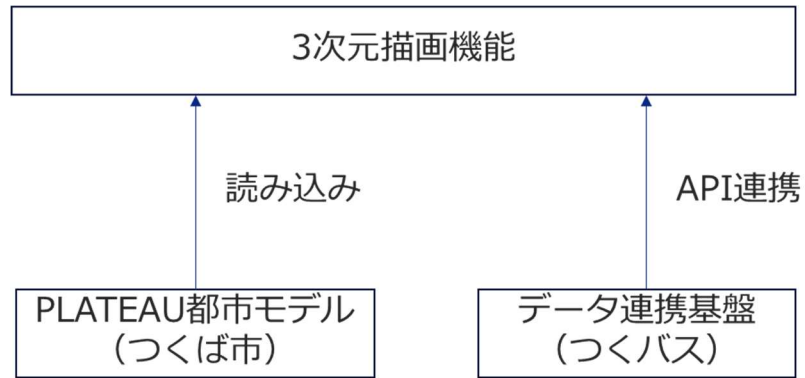 3次元描画機能
読み込み
API連携
PLATEAU都市モデル
（つくば市）
データ連携基盤
（つくバス）